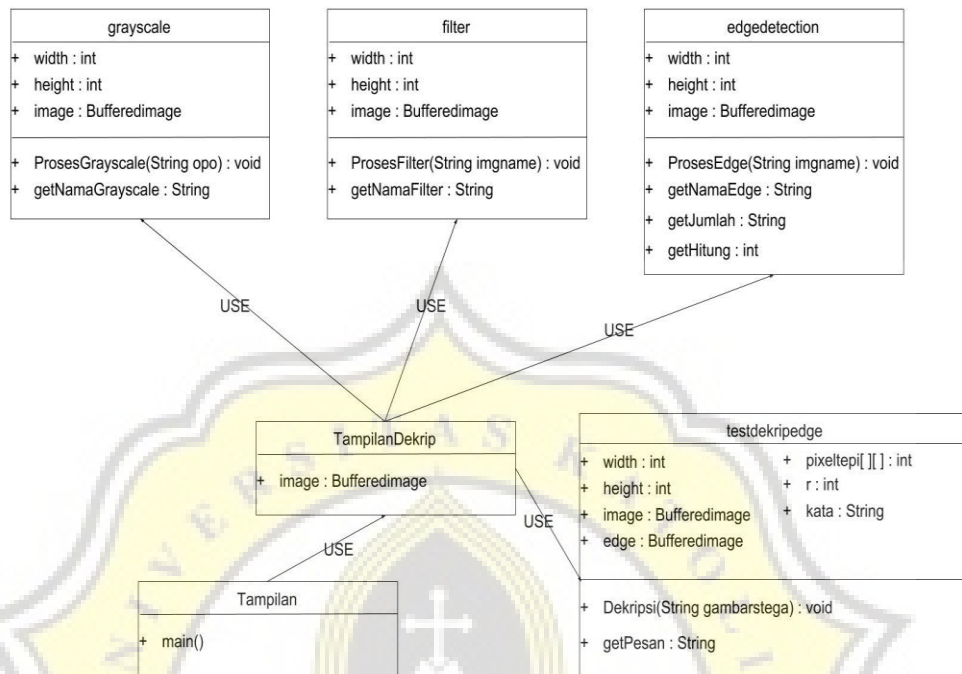 grayscale
+ width : int
+ height : int
+ image : Bufferedimage
+ ProsesGrayscale(String opo) : void
+ getNamaGrayscale : String
filter
+ width : int
+ height : int
+ image : Bufferedimage
+ ProsesFilter(String imgname) : void
+ getNamaFilter : String
edgedetection
+ width : int
+ height : int
+ image : Bufferedimage
+ ProsesEdge(String imgname) : void
+ getNamaEdge : String
+ getJumlah : String
+ getHitung : int
USE
USE
USE
TampilanDekrip
+ image : Bufferedimage
USE
USE
testdekripedge
+ width : int
+ height : int
+ image : Bufferedimage
+ edge : Bufferedimage
+ pixeltepi[ ][ ] : int
+ r : int
+ kata : String
+ Dekripsi(String gambarstega) : void
+ getPesan : String
Tampilan
+ main()